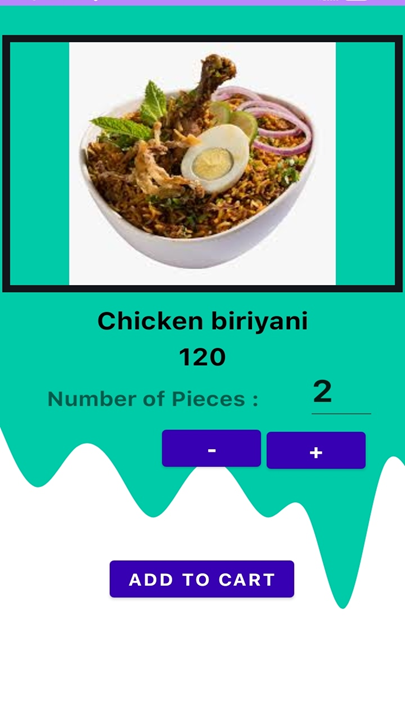 Chicken biriyani
120
Number of Pieces : 2
- +
ADD TO CART